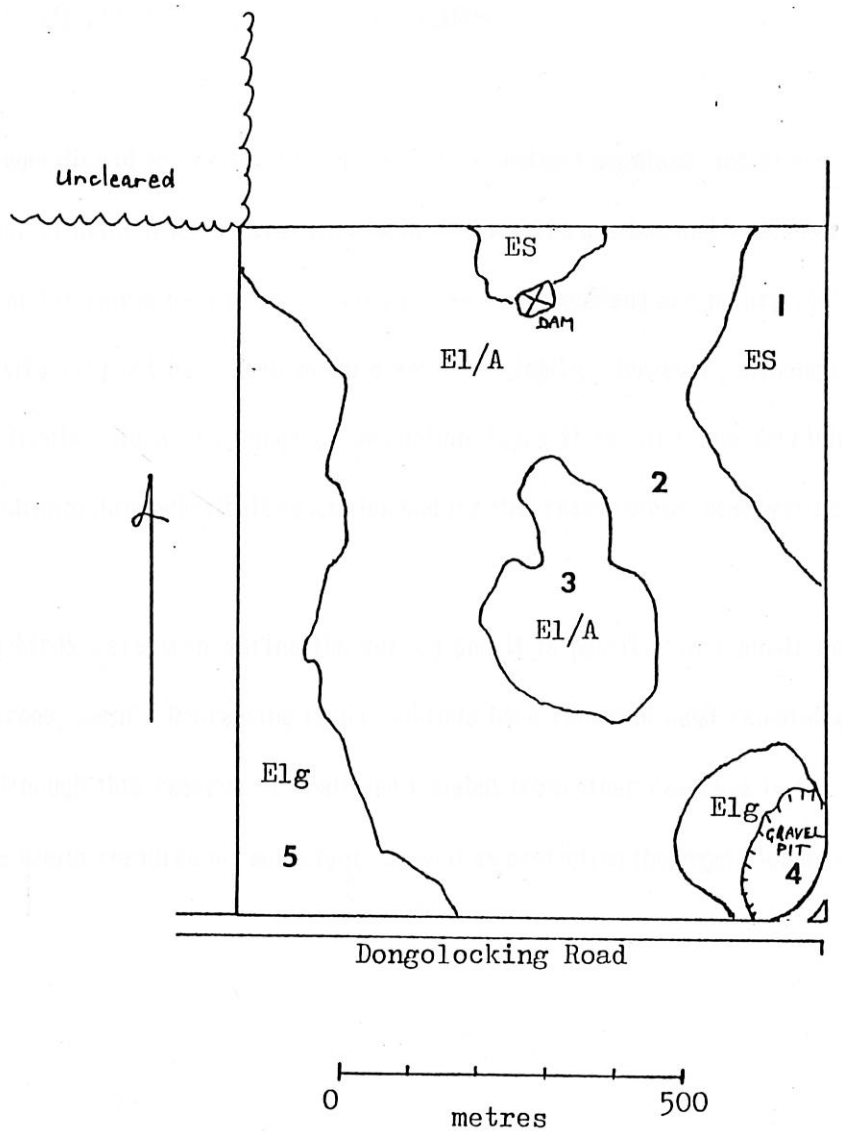 Uncleared
ES
DAM
1
ES
El/A
2
3
El/A
Elg
5
Elg
GRAVEL
PIT
4
Dongolocking Road
0 500
metres